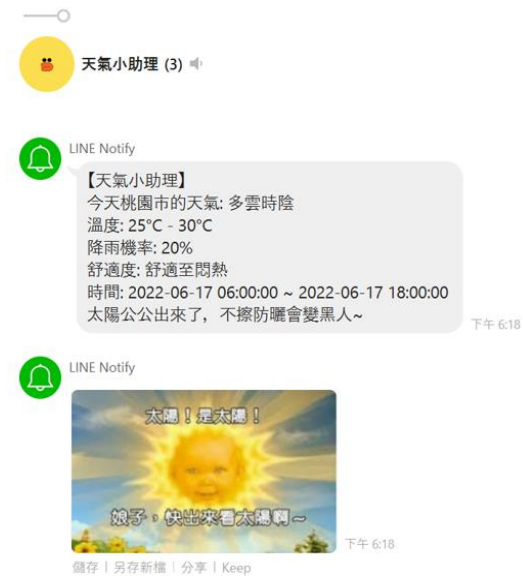 天氣小助理 (3)
LINE Notify
【天氣小助理】
今天桃園市的天氣: 多雲時陰
溫度: 25°C - 30°C
降雨機率: 20%
舒適度: 舒適至悶熱
時間: 2022-06-17 06:00:00 ~ 2022-06-17 18:00:00
太陽公公出來了，不擦防曬會變黑人~
下午 6:18
LINE Notify
太陽！是太陽！
娘子，快出來看太陽啊～
下午 6:18
儲存 | 另存新檔 | 分享 | Keep